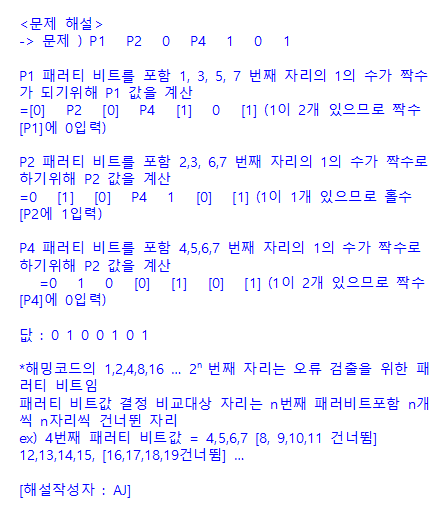 <문제 해설>
-> 문제 ) P1 P2 0 P4 1 0 1
P1 패러티 비트를 포함 1, 3, 5, 7 번째 자리의 1의 수가 짝수
가 되기위해 P1 값을 계산
=[0] P2 [0] P4 [1] 0 [1] (1이 2개 있으므로 짝수
[P1]에 0입력)
P2 패러티 비트를 포함 2,3, 6,7 번째 자리의 1의 수가 짝수로
하기위해 P2 값을 계산
=0 [1] [0] P4 1 [0] [1] (1이 1개 있으므로 홀수
[P2에 1입력)
P4 패러티 비트를 포함 4,5,6,7 번째 자리의 1의 수가 짝수로
하기위해 P2 값을 계산
=0 1 0 [0] [1] [0] [1] (1이 2개 있으므로 짝수
[P4]에 0입력)
닶 : 0 1 0 0 1 0 1
*해밍코드의 1,2,4,8,16 ... 2ⁿ 번째 자리는 오류 검출을 위한 패
러티 비트임
패러티 비트값 결정 비교대상 자리는 n번째 패러비트포함 n개
씩 n자리씩 건너뛴 자리
ex) 4번째 패러티 비트값 = 4,5,6,7 [8, 9,10,11 건너뜀]
12,13,14,15, [16,17,18,19건너뜀] ...
[해설작성자 : AJ]